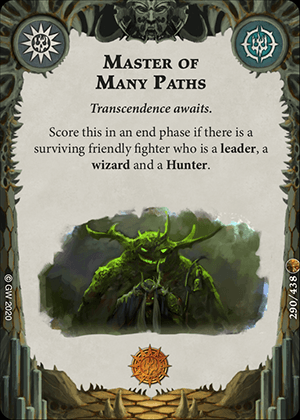 Master of
Many Paths
Transcendence awaits.
Score this in an end phase if there is a
surviving friendly fighter who is a leader, a
wizard and a Hunter.
© GW 2020
290/438